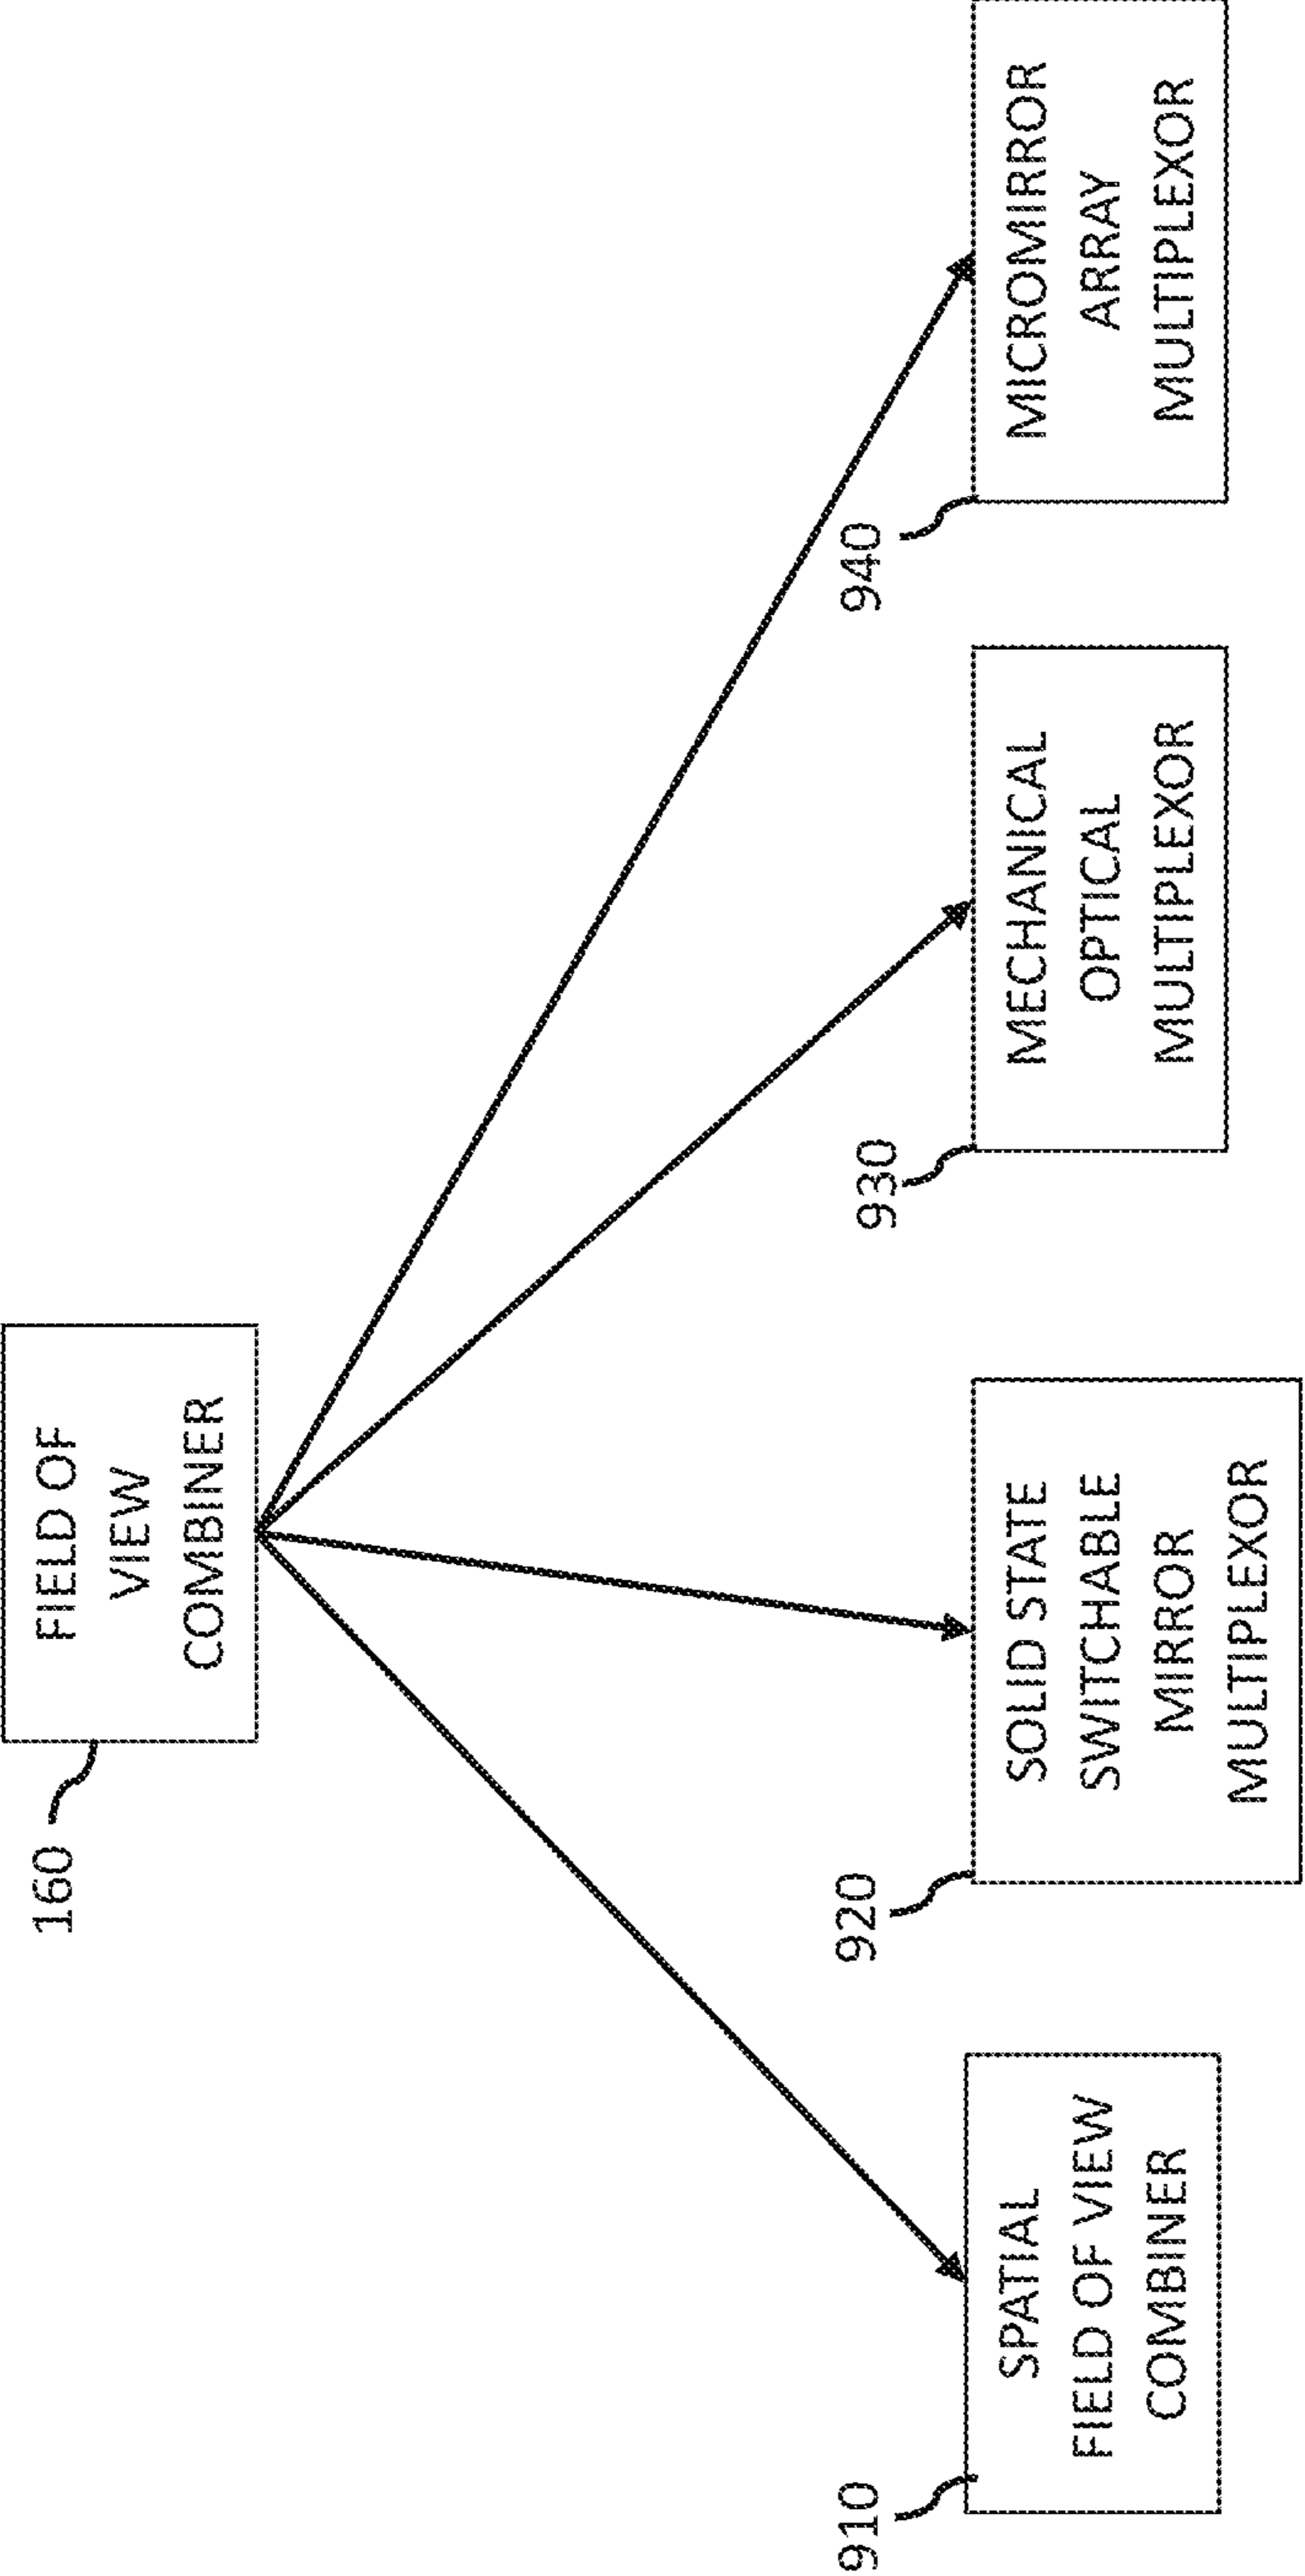 160
FIELD OF
VIEW
COMBINER
910
SPATIAL
FIELD OF VIEW
COMBINER
920
SOLID STATE
SWITCHABLE
MIRROR
MULTIPLEXOR
930
MECHANICAL
OPTICAL
MULTIPLEXOR
940
MICROMIRROR
ARRAY
MULTIPLEXOR